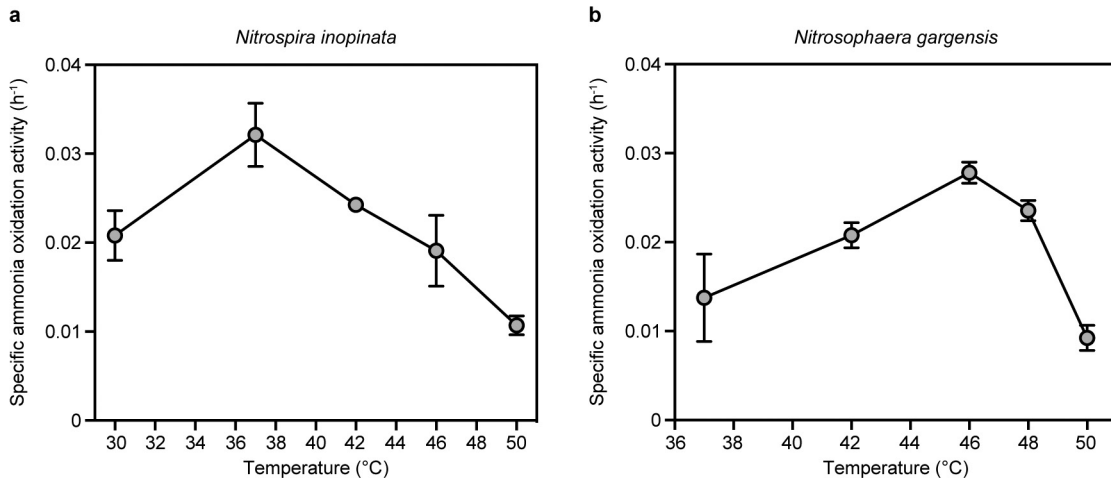 a
Nitrospira inopinata
Specific ammonia oxidation activity (h⁻¹)
0.04
0.03
0.02
0.01
0
30 32 34 36 38 40 42 44 46 48 50
Temperature (°C)
b
Nitrosophaera gargensis
Specific ammonia oxidation activity (h⁻¹)
0.04
0.03
0.02
0.01
0
36 38 40 42 44 46 48 50
Temperature (°C)